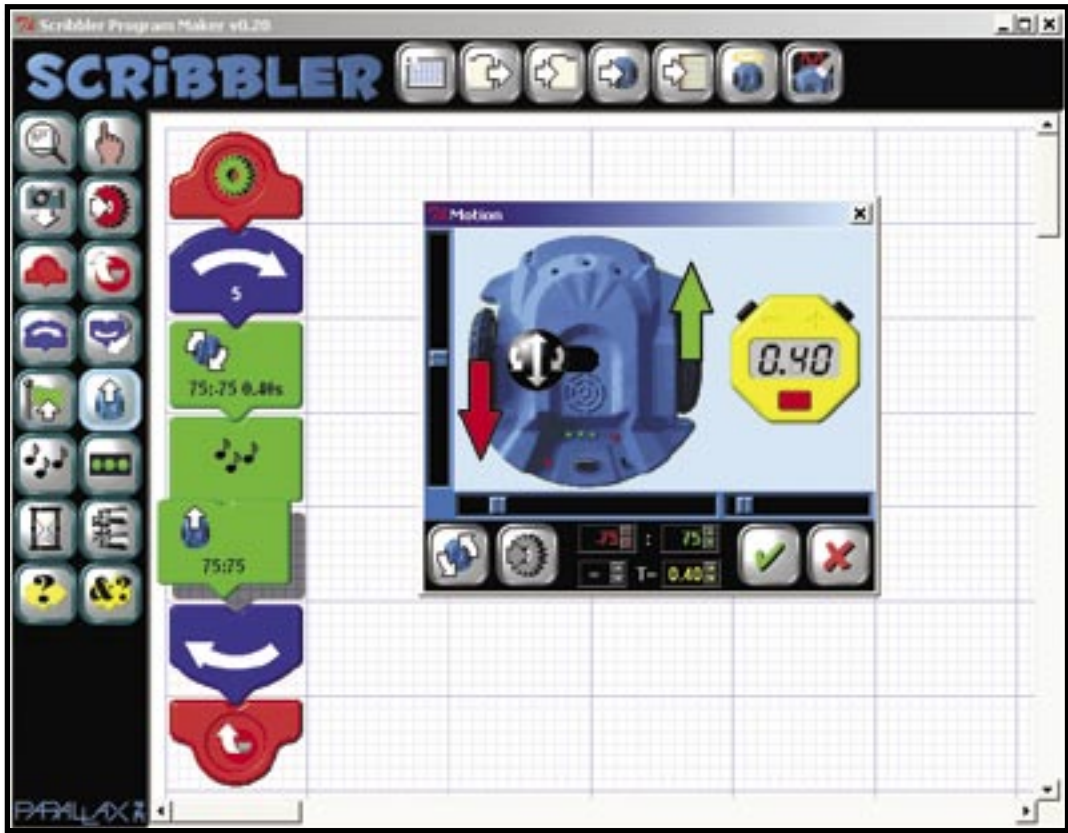 Scribbler Program Maker v0.20
SCRiBBLER
5
75:-75 0.40s
75:75
Motion
0.40
-75 : 75
- T= 0.40
? &?
PARALLAX